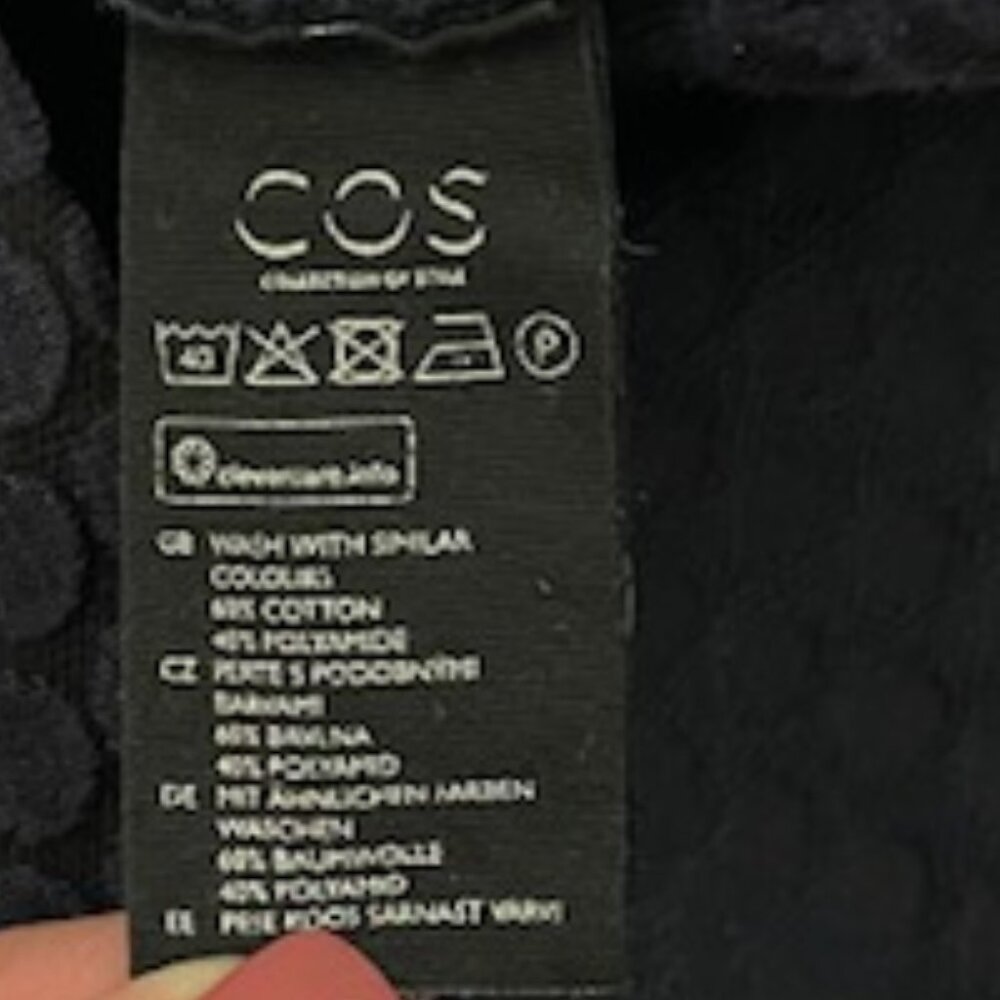 COS
COLLECTION OF STYLE
40 P
clevercare.info
GB WASH WITH SIMILAR
COLOURS
60% COTTON
40% POLYAMIDE
CZ PERTE S PODOBNÝMI
BARVAMI
60% BAVLNA
40% POLYAMID
DE MIT ÄHNLICHEN FARBEN
WASCHEN
60% BAUMWOLLE
40% POLYAMID
EE PESE KOOS SARNAST VÄRVI